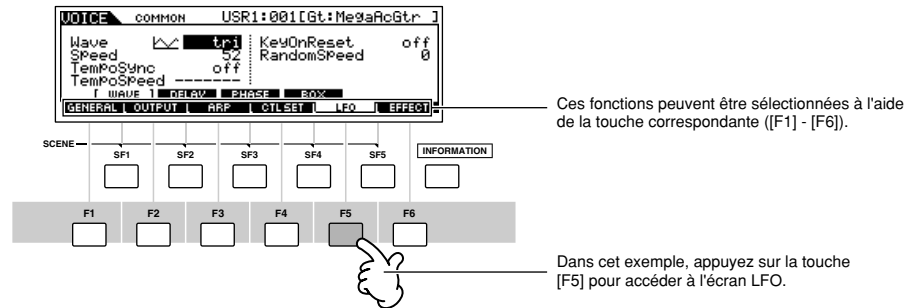 VOICE COMMON USR1:001[Gt:MegaAcGtr ]
Wave tri KeyOnReset off
Speed 52 RandomSpeed 0
TempoSync off
TempoSpeed -------
[ WAVE ] DELAY PHASE BOX
GENERAL OUTPUT ARP CTLSET LFO EFFECT
Ces fonctions peuvent être sélectionnées à l'aide
de la touche correspondante ([F1] - [F6]).
SCENE
SF1 SF2 SF3 SF4 SF5 INFORMATION
F1 F2 F3 F4 F5 F6
Dans cet exemple, appuyez sur la touche
[F5] pour accéder à l'écran LFO.